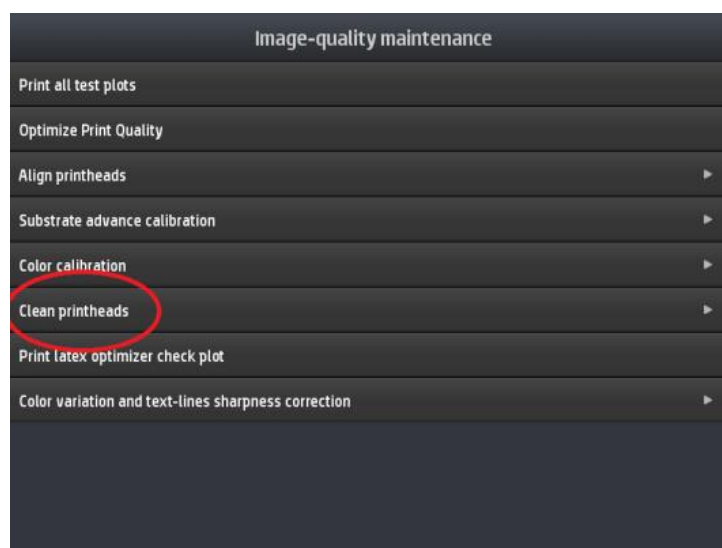 Image-quality maintenance
Print all test plots
Optimize Print Quality
Align printheads
Substrate advance calibration
Color calibration
Clean printheads
Print latex optimizer check plot
Color variation and text-lines sharpness correction